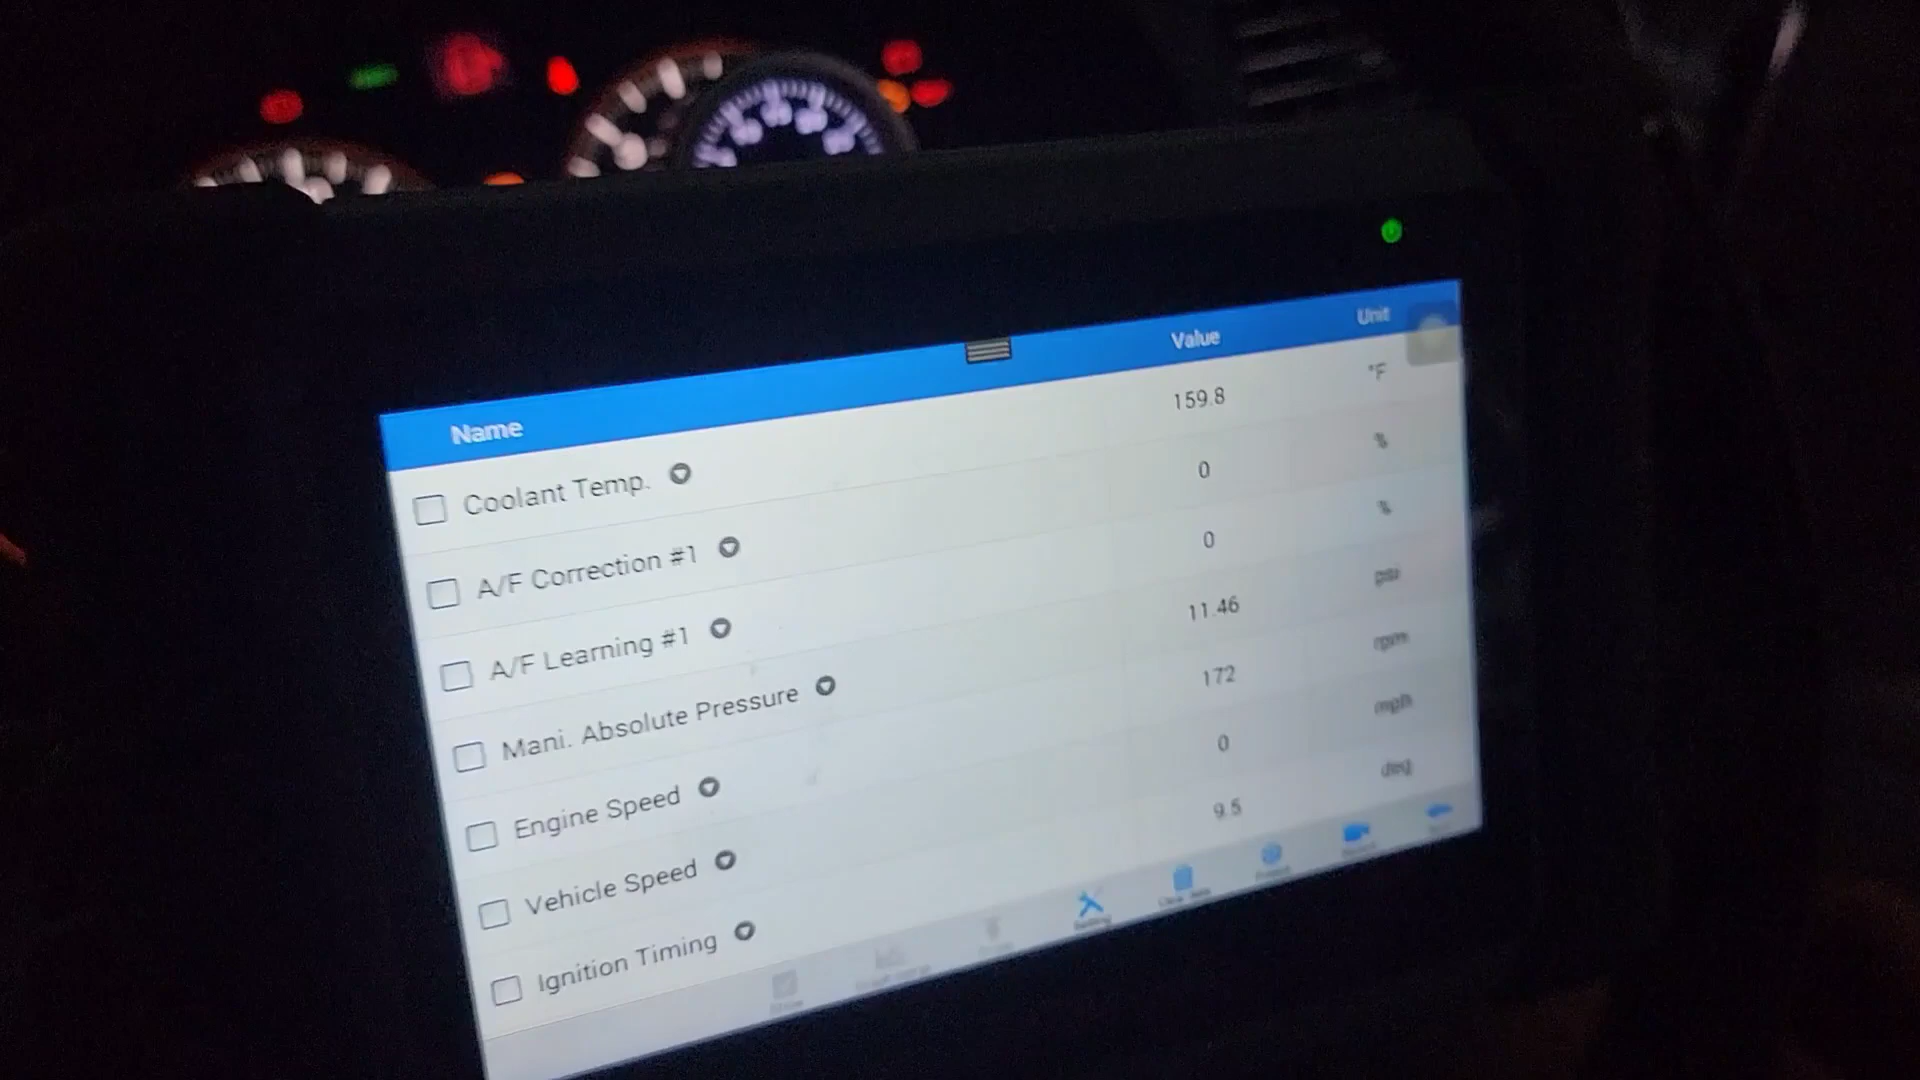 Name Value Unit
Coolant Temp. 159.8 °F
A/F Correction #1 0 %
A/F Learning #1 0 %
Mani. Absolute Pressure 11.46 psi
Engine Speed 172 rpm
Vehicle Speed 0 mph
Ignition Timing 9.5 deg